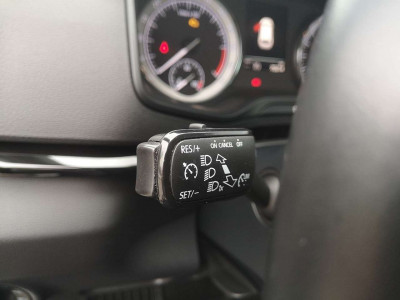 RES/+ ON CANCEL OFF
SET/-